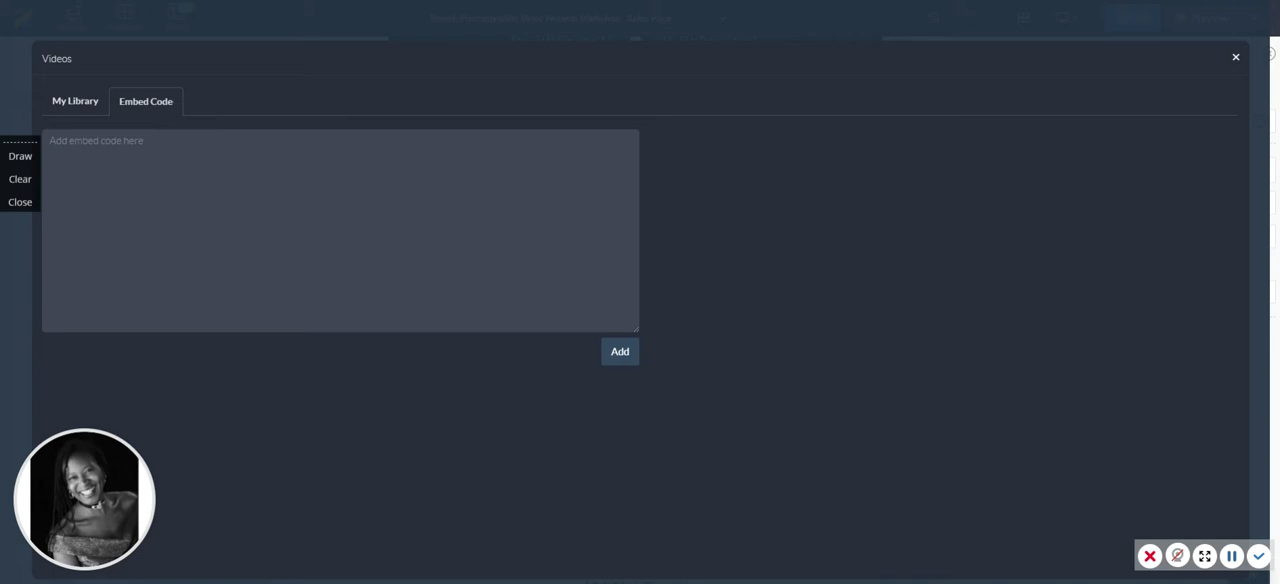 Videos
My Library
Embed Code
Add embed code here
Draw
Clear
Close
Add